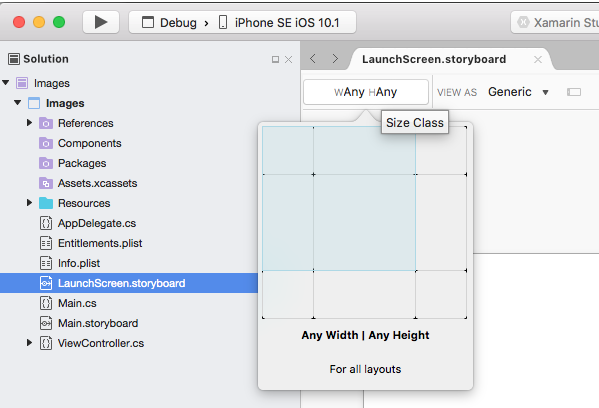 Debug
iPhone SE iOS 10.1
Xamarin Stu
Solution
LaunchScreen.storyboard
Images
wAny hAny
VIEW AS
Generic
Images
Size Class
References
Components
Packages
Assets.xcassets
Resources
AppDelegate.cs
Entitlements.plist
Info.plist
LaunchScreen.storyboard
Main.cs
Main.storyboard
ViewController.cs
Any Width | Any Height
For all layouts